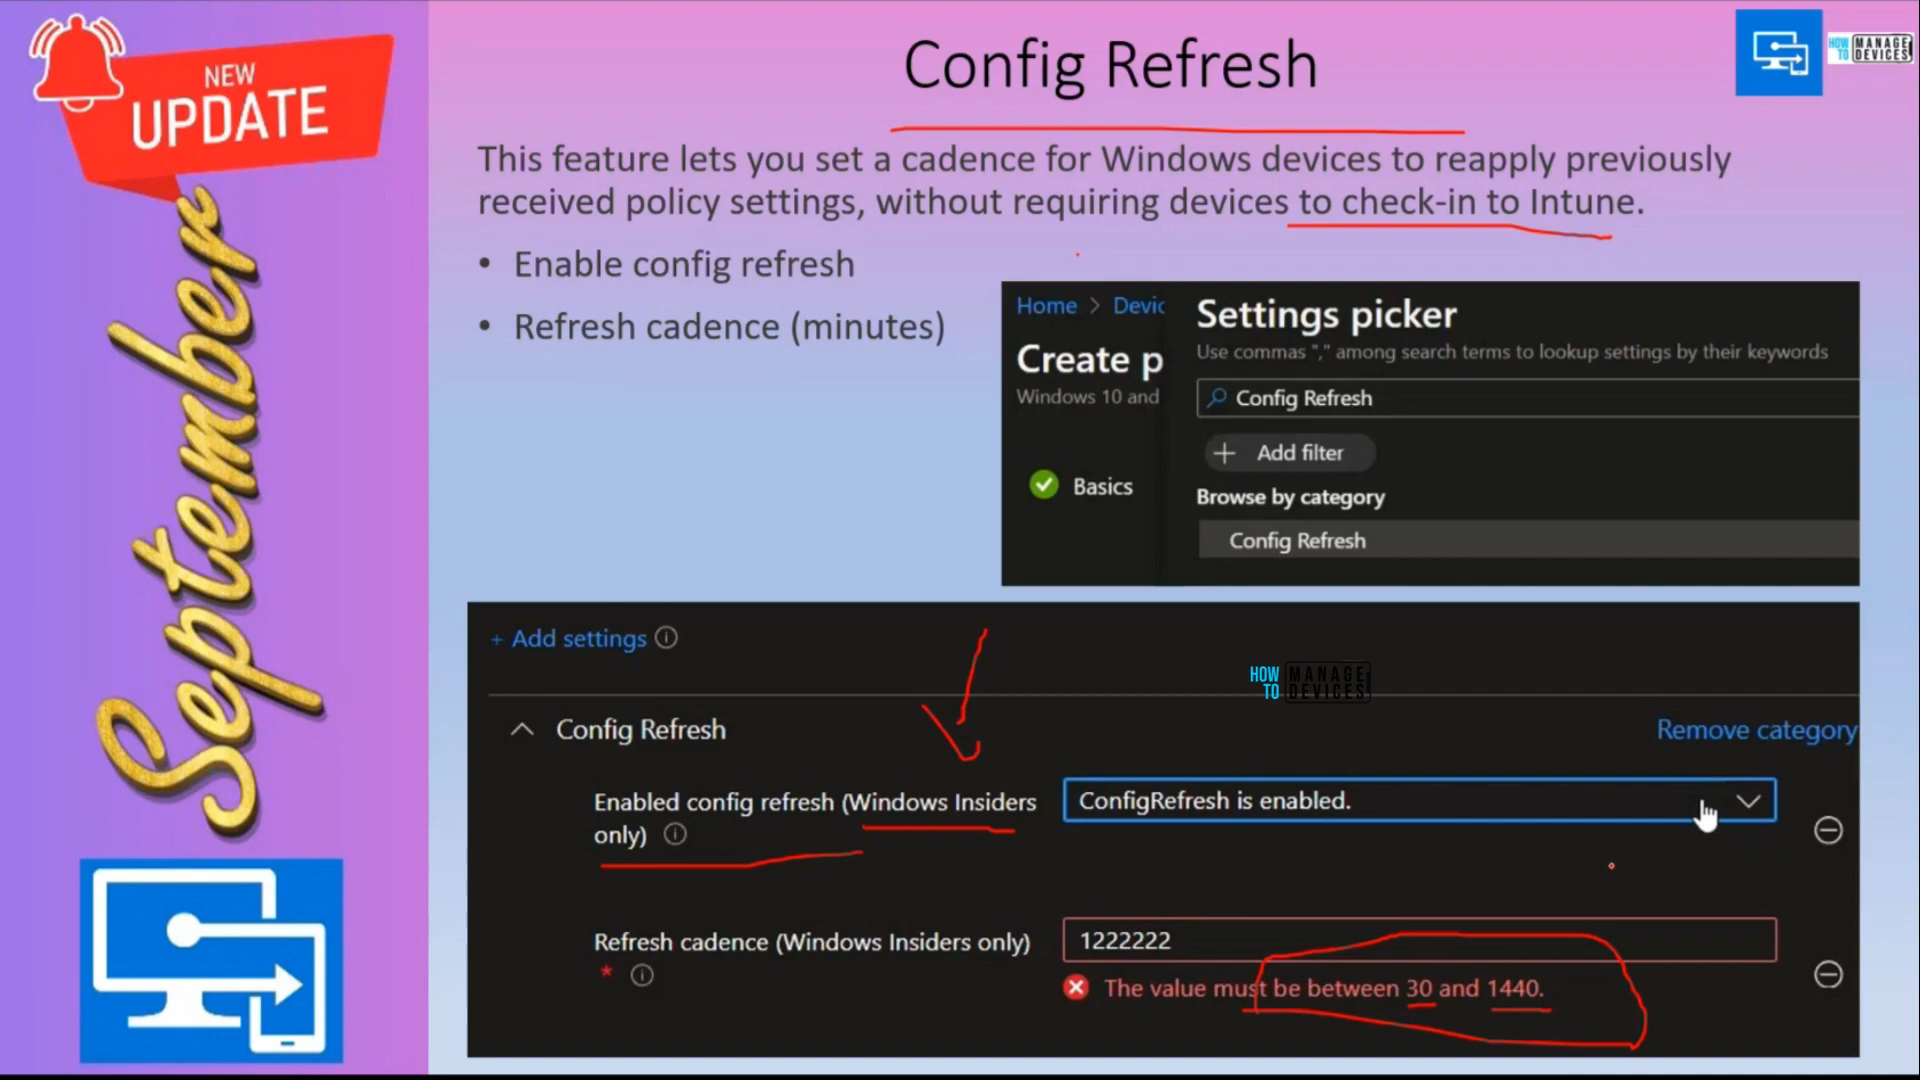 NEW
UPDATE
September
Config Refresh
HOW
TO
MANAGE
DEVICES
This feature lets you set a cadence for Windows devices to reapply previously
received policy settings, without requiring devices to check-in to Intune.
• Enable config refresh
• Refresh cadence (minutes)
Home > Devic
Create p
Windows 10 and
Basics
Settings picker
Use commas "," among search terms to lookup settings by their keywords
Config Refresh
+ Add filter
Browse by category
Config Refresh
+ Add settings
HOW
TO
MANAGE
DEVICES
Config Refresh
Remove category
Enabled config refresh (Windows Insiders
only)
ConfigRefresh is enabled.
Refresh cadence (Windows Insiders only)
*
1222222
The value must be between 30 and 1440.